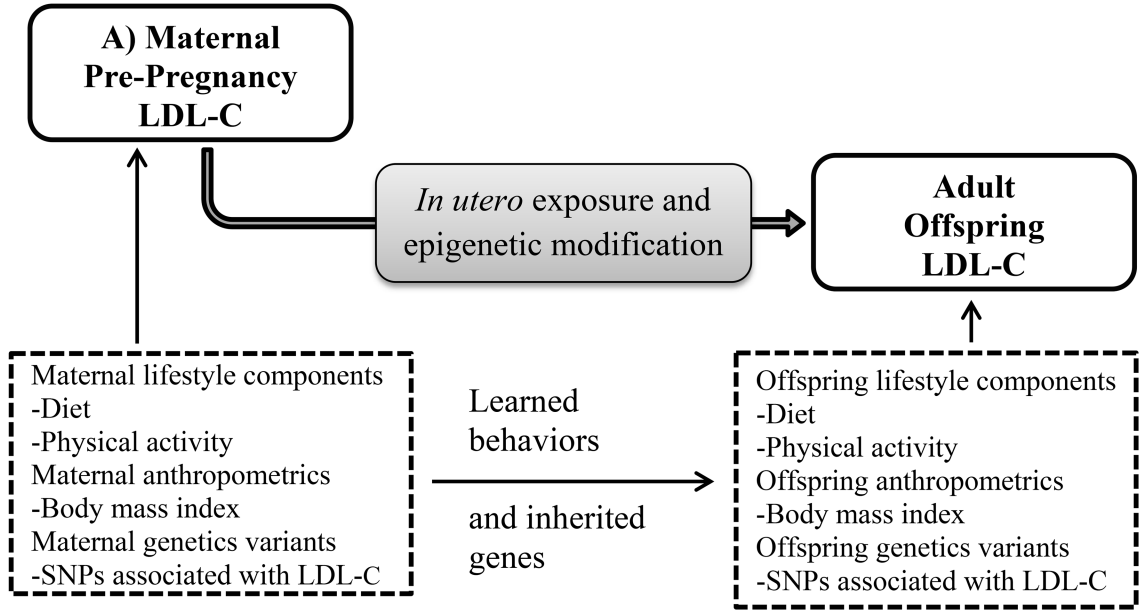 A) Maternal
Pre-Pregnancy
LDL-C
In utero exposure and
epigenetic modification
Adult
Offspring
LDL-C
Maternal lifestyle components
-Diet
-Physical activity
Maternal anthropometrics
-Body mass index
Maternal genetics variants
-SNPs associated with LDL-C
Learned
behaviors
and inherited
genes
Offspring lifestyle components
-Diet
-Physical activity
Offspring anthropometrics
-Body mass index
Offspring genetics variants
-SNPs associated with LDL-C